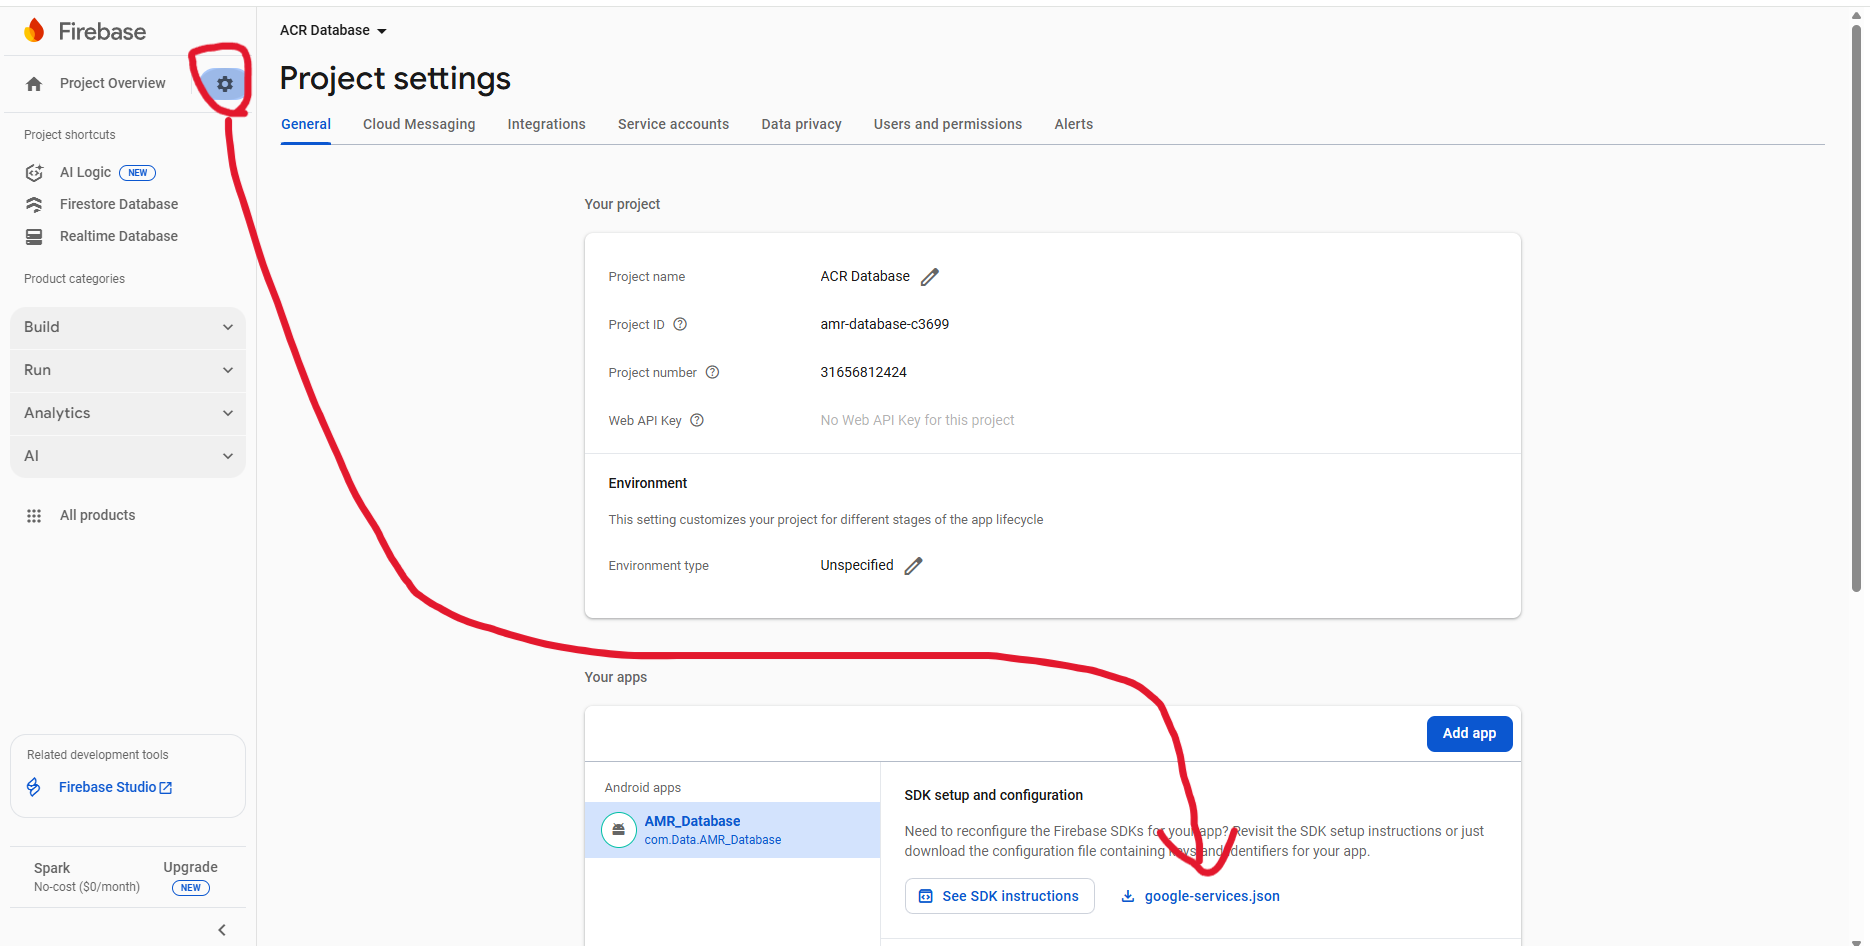 Firebase
Project Overview
Project shortcuts
AI Logic NEW
Firestore Database
Realtime Database
Product categories
Build
Run
Analytics
AI
All products
Related development tools
Firebase Studio
Spark
No-cost ($0/month)
Upgrade
NEW
ACR Database
Project settings
General Cloud Messaging Integrations Service accounts Data privacy Users and permissions Alerts
Your project
Project name ACR Database
Project ID amr-database-c3699
Project number 31656812424
Web API Key No Web API Key for this project
Environment
This setting customizes your project for different stages of the app lifecycle
Environment type Unspecified
Your apps
Add app
Android apps
AMR_Database
com.Data.AMR_Database
SDK setup and configuration
Need to reconfigure the Firebase SDKs for your app? Revisit the SDK setup instructions or just
download the configuration file containing keys and identifiers for your app.
See SDK instructions
google-services.json